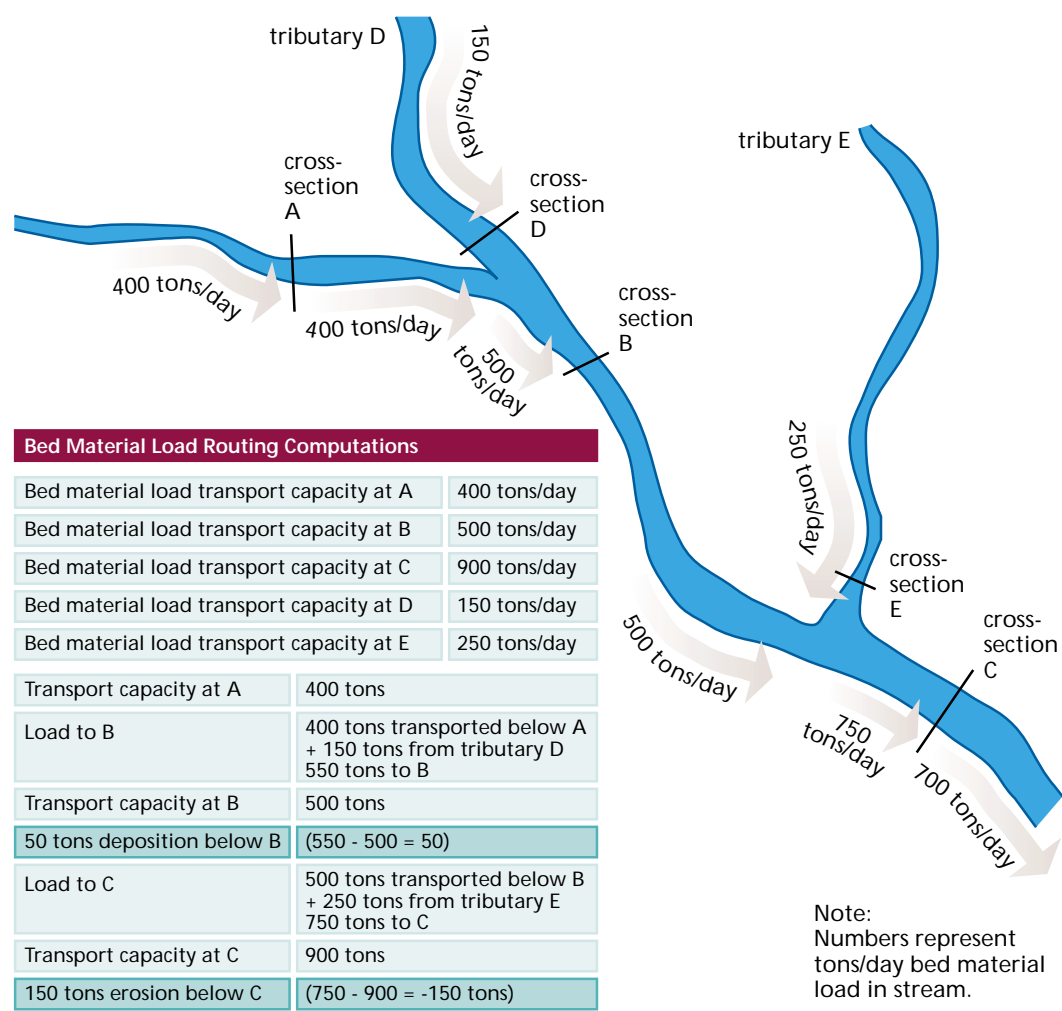 tributary D
150
tons/day
tributary E
cross-
section
A
cross-
section
D
400 tons/day
400 tons/day
500
tons/day
cross-
section
B
250 tons/day
cross-
section
E
cross-
section
C
500 tons/day
750
tons/day
700 tons/day
Bed Material Load Routing Computations
Bed material load transport capacity at A 400 tons/day
Bed material load transport capacity at B 500 tons/day
Bed material load transport capacity at C 900 tons/day
Bed material load transport capacity at D 150 tons/day
Bed material load transport capacity at E 250 tons/day
Transport capacity at A 400 tons
Load to B 400 tons transported below A
+ 150 tons from tributary D
550 tons to B
Transport capacity at B 500 tons
50 tons deposition below B (550 - 500 = 50)
Load to C 500 tons transported below B
+ 250 tons from tributary E
750 tons to C
Transport capacity at C 900 tons
150 tons erosion below C (750 - 900 = -150 tons)
Note:
Numbers represent
tons/day bed material
load in stream.